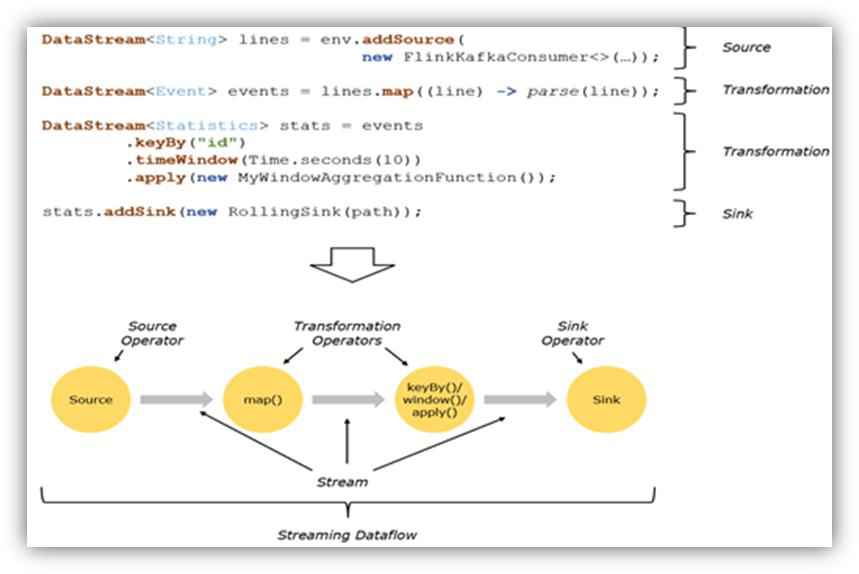 DataStream<String> lines = env.addSource(
new FlinkKafkaConsumer<>(…));
Source
DataStream<Event> events = lines.map((line) -> parse(line));
Transformation
DataStream<Statistics> stats = events
.keyBy("id")
.timeWindow(Time.seconds(10))
.apply(new MyWindowAggregationFunction());
Transformation
stats.addSink(new RollingSink(path));
Sink
Source
Operator
Transformation
Operators
Sink
Operator
Source
map()
keyBy()/
window()/
apply()
Sink
Stream
Streaming Dataflow